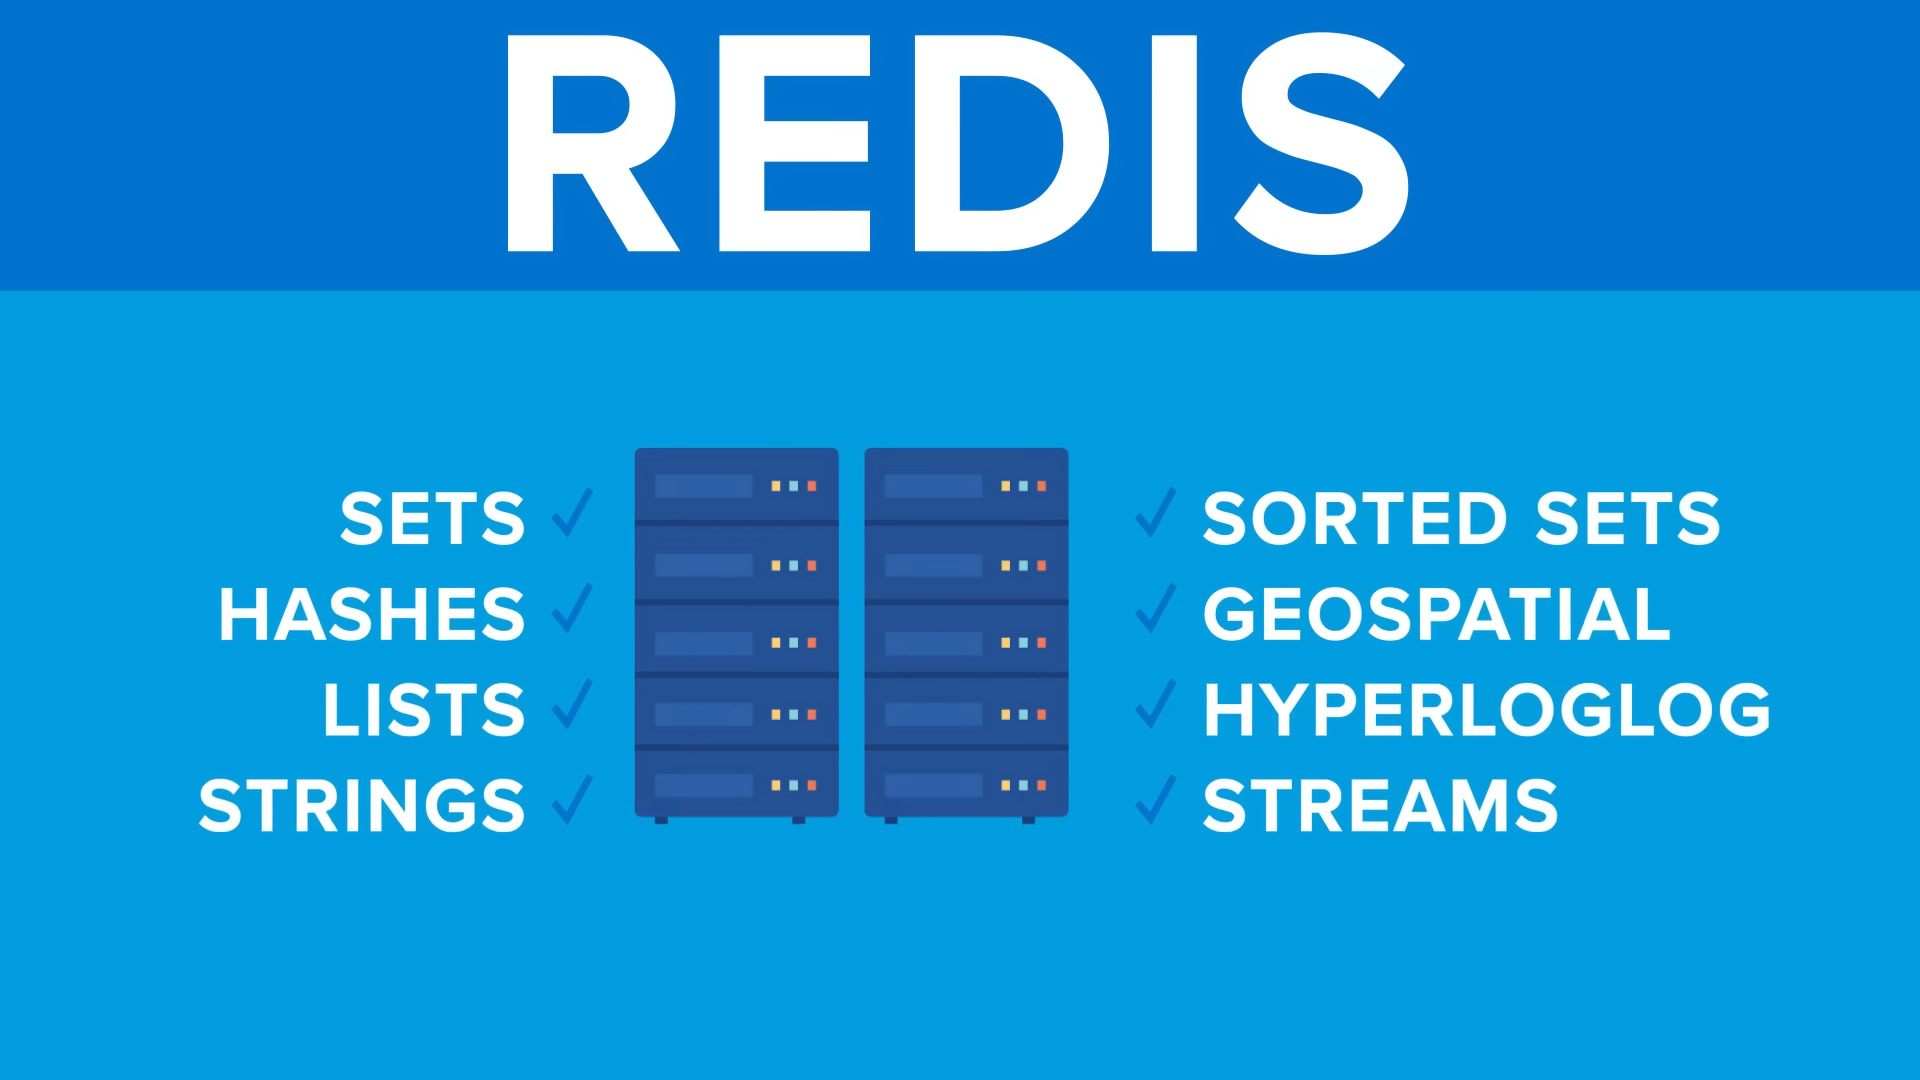 REDIS
SETS
HASHES
LISTS
STRINGS
SORTED SETS
GEOSPATIAL
HYPERLOGLOG
STREAMS